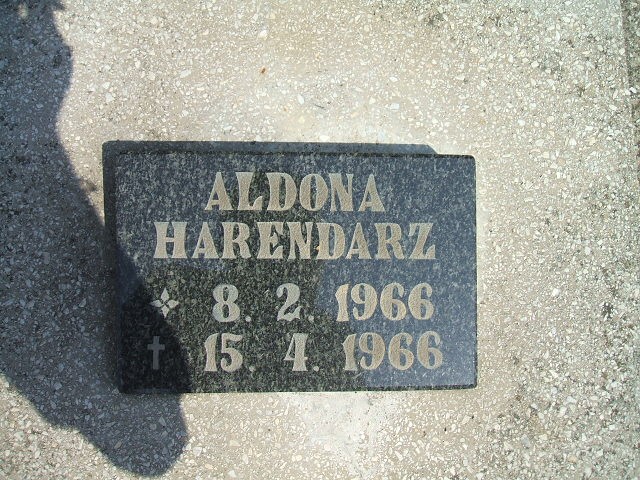 ALDONA
HARENDARZ
8. 2. 1966
† 15. 4. 1966